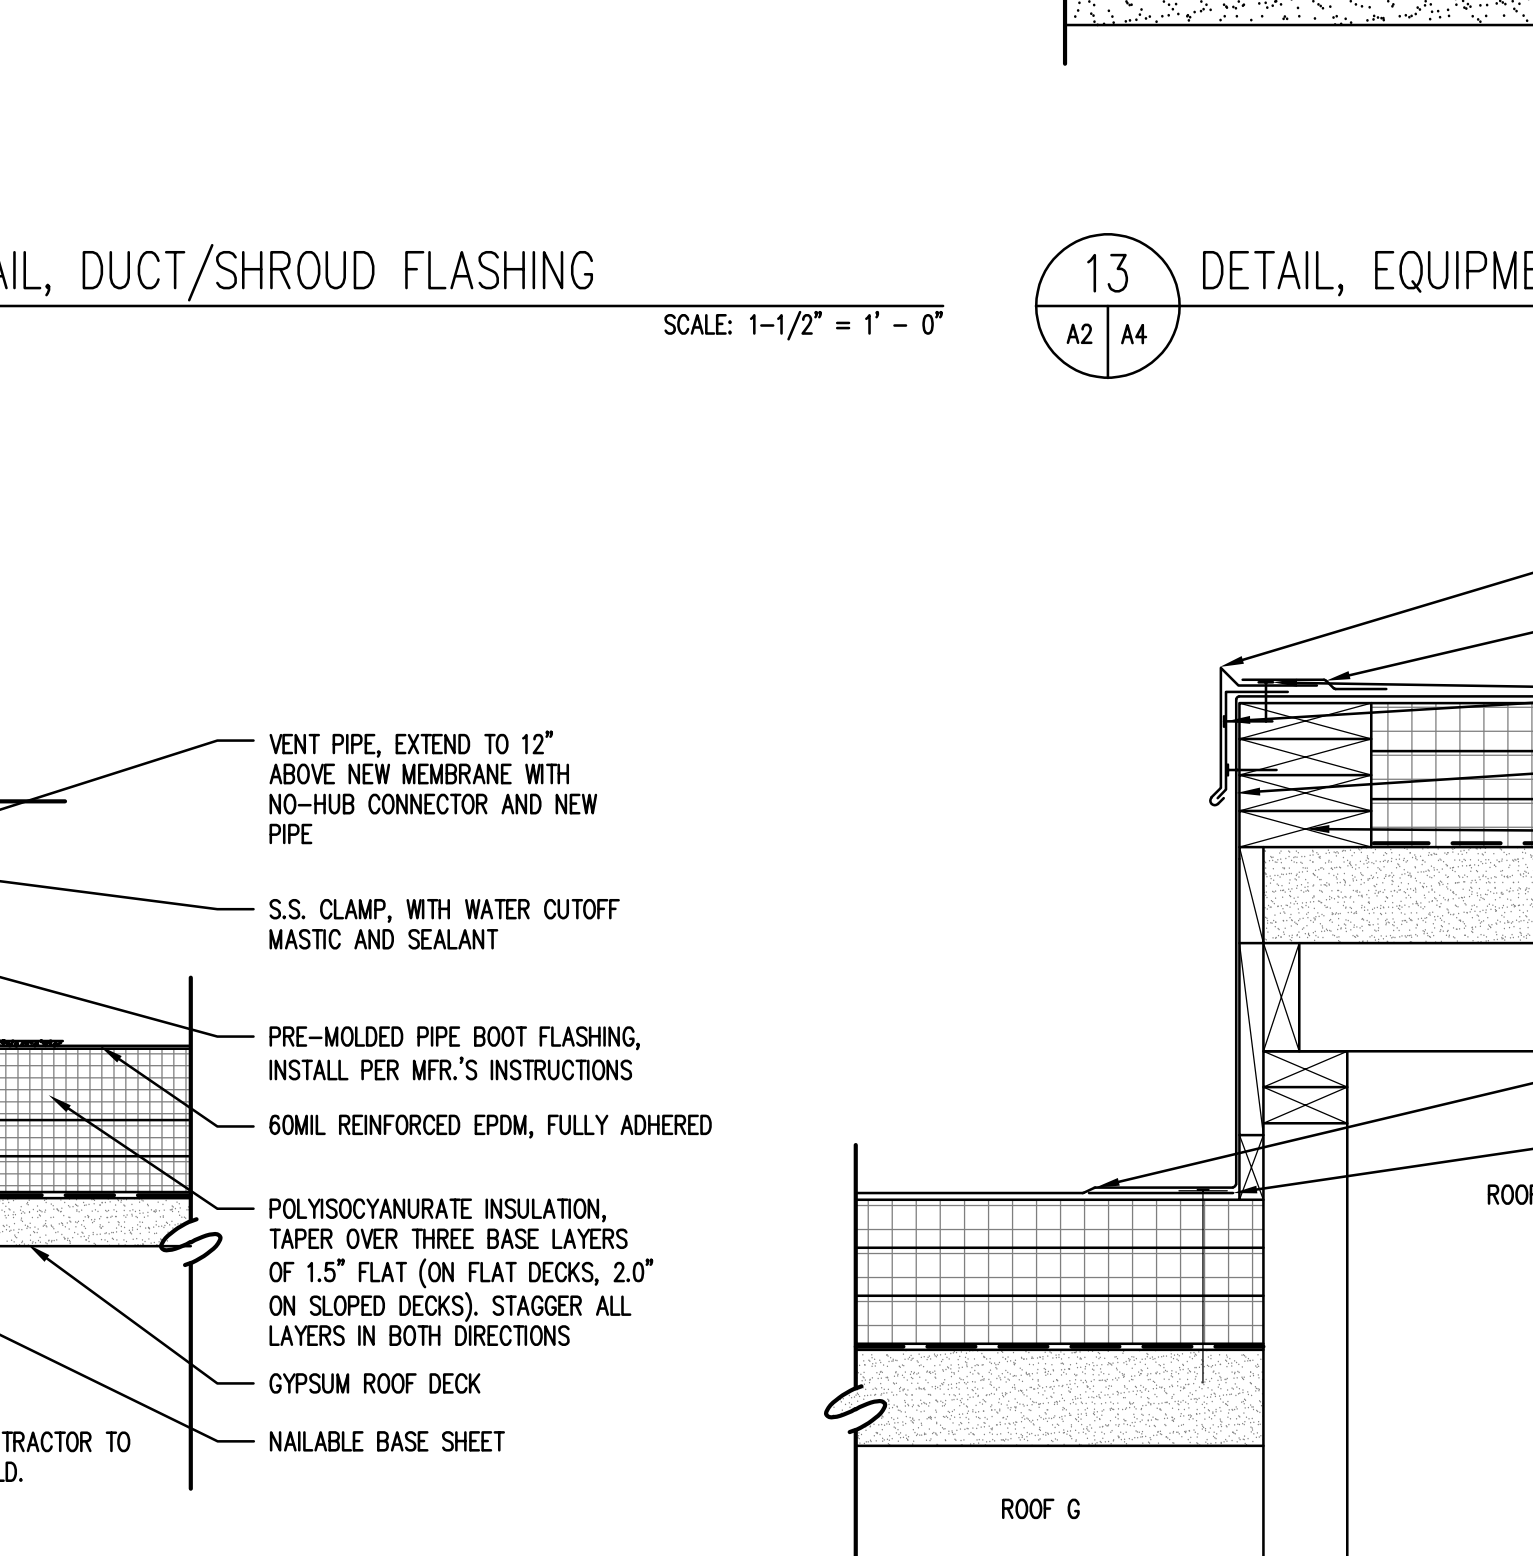 AIL, DUCT/SHROUD FLASHING
SCALE: 1-1/2" = 1' - 0"
13
A2 A4
DETAIL, EQUIPME
VENT PIPE, EXTEND TO 12"
ABOVE NEW MEMBRANE WITH
NO-HUB CONNECTOR AND NEW
PIPE
S.S. CLAMP, WITH WATER CUTOFF
MASTIC AND SEALANT
PRE-MOLDED PIPE BOOT FLASHING,
INSTALL PER MFR.'S INSTRUCTIONS
60MIL REINFORCED EPDM, FULLY ADHERED
POLYISOCYANURATE INSULATION,
TAPER OVER THREE BASE LAYERS
OF 1.5" FLAT (ON FLAT DECKS, 2.0"
ON SLOPED DECKS). STAGGER ALL
LAYERS IN BOTH DIRECTIONS
GYPSUM ROOF DECK
NAILABLE BASE SHEET
TRACTOR TO
LD.
ROOF G
ROOF